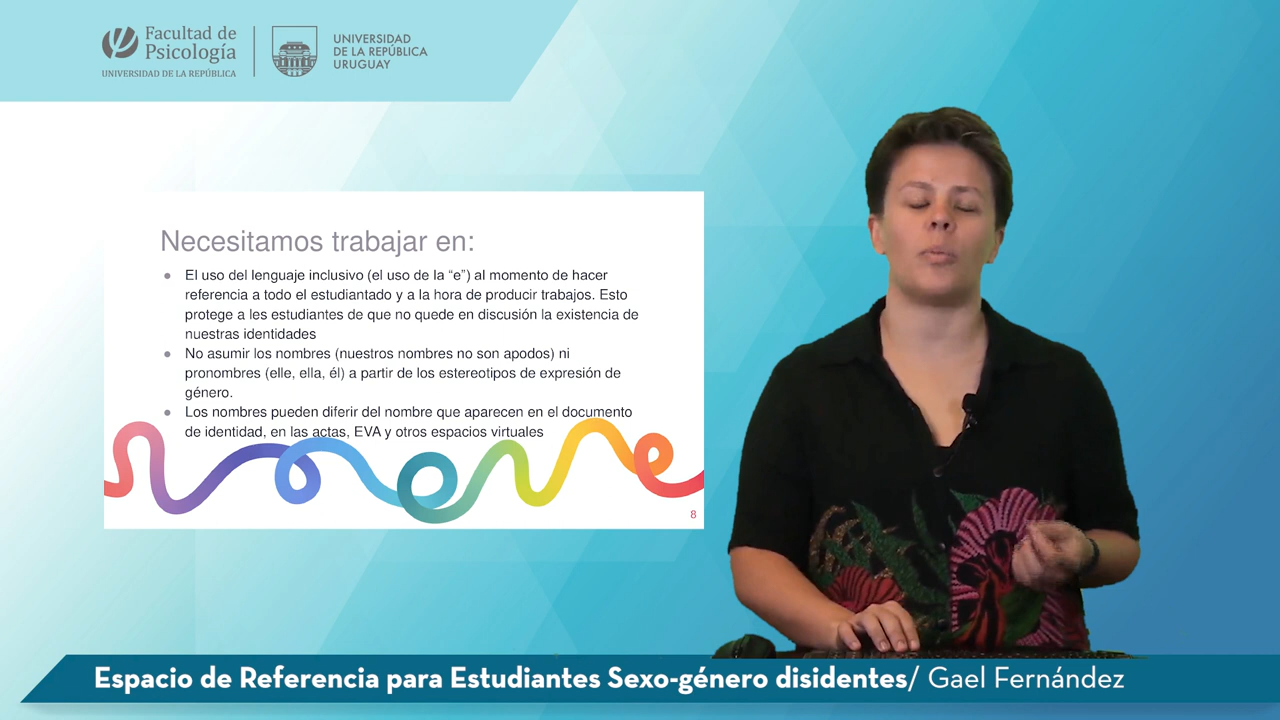 Facultad de
Psicología
UNIVERSIDAD DE LA REPÚBLICA
UNIVERSIDAD
DE LA REPÚBLICA
URUGUAY
Necesitamos trabajar en:
● El uso del lenguaje inclusivo (el uso de la “e”) al momento de hacer
referencia a todo el estudiantado y a la hora de producir trabajos. Esto
protege a les estudiantes de que no quede en discusión la existencia de
nuestras identidades
● No asumir los nombres (nuestros nombres no son apodos) ni
pronombres (elle, ella, él) a partir de los estereotipos de expresión de
género.
● Los nombres pueden diferir del nombre que aparecen en el documento
de identidad, en las actas, EVA y otros espacios virtuales
8
Espacio de Referencia para Estudiantes Sexo-género disidentes/ Gael Fernández